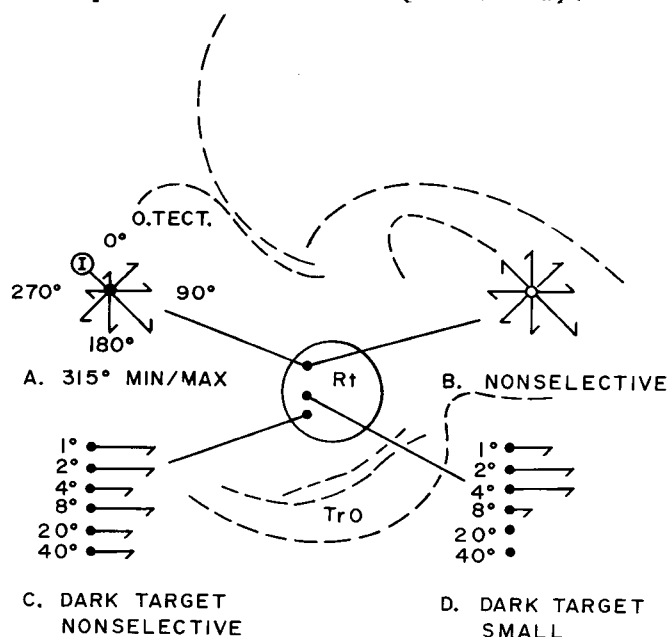 O.TECT.
0°
I
270°
90°
180°
A. 315° MIN/MAX
Rt
B. NONSELECTIVE
1°
2°
4°
8°
20°
40°
TrO
1°
2°
4°
8°
20°
40°
C. DARK TARGET
NONSELECTIVE
D. DARK TARGET
SMALL